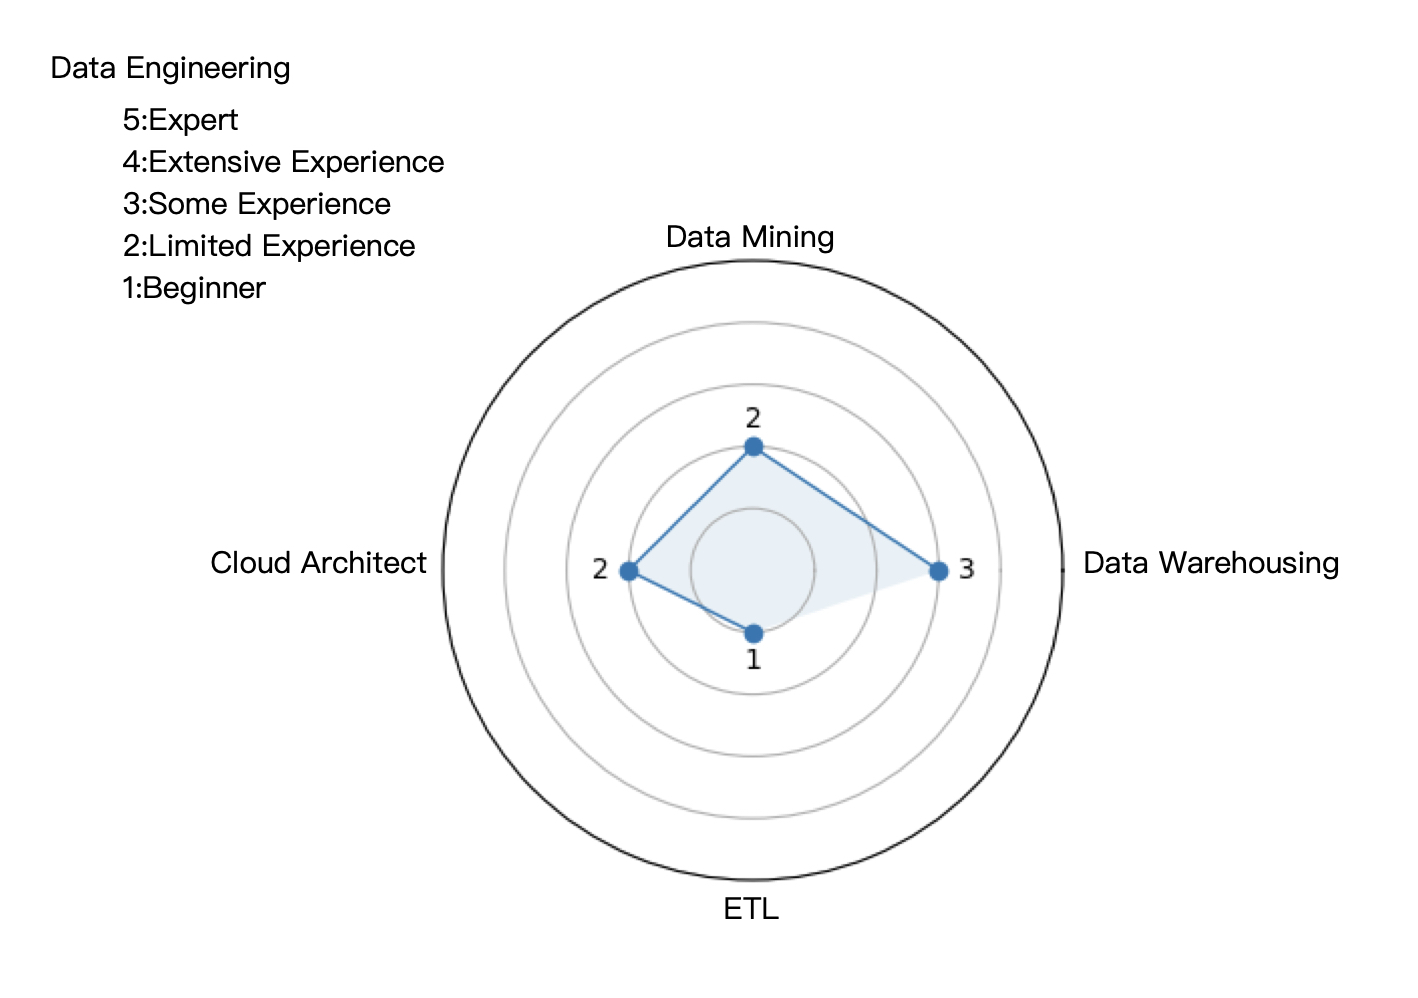 Data Engineering
5:Expert
4:Extensive Experience
3:Some Experience
2:Limited Experience
1:Beginner
Data Mining
2
Cloud Architect
2
3
Data Warehousing
1
ETL